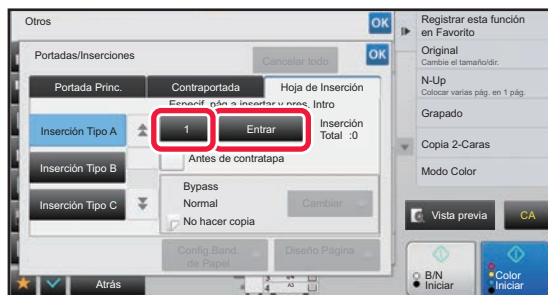 Otros
OK
Registrar esta función
en Favorito
Portadas/Inserciones
Cancelar todo
OK
Original
Cambie el tamaño/dir.
Portada Princ.
Contraportada
Hoja de Inserción
N-Up
Colocar varias pág. en 1 pág.
Especif. pág a insertar y pres. Intro
Grapado
Inserción Tipo A
1
Entrar
Inserción
Total :0
Copia 2-Caras
Antes de contratapa
Inserción Tipo B
Modo Color
Bypass
Normal
Cambiar
Inserción Tipo C
No hacer copia
Vista previa
CA
Config.Band.
de Papel
Diseño Página
Atrás
B/N
Iniciar
Color
Iniciar